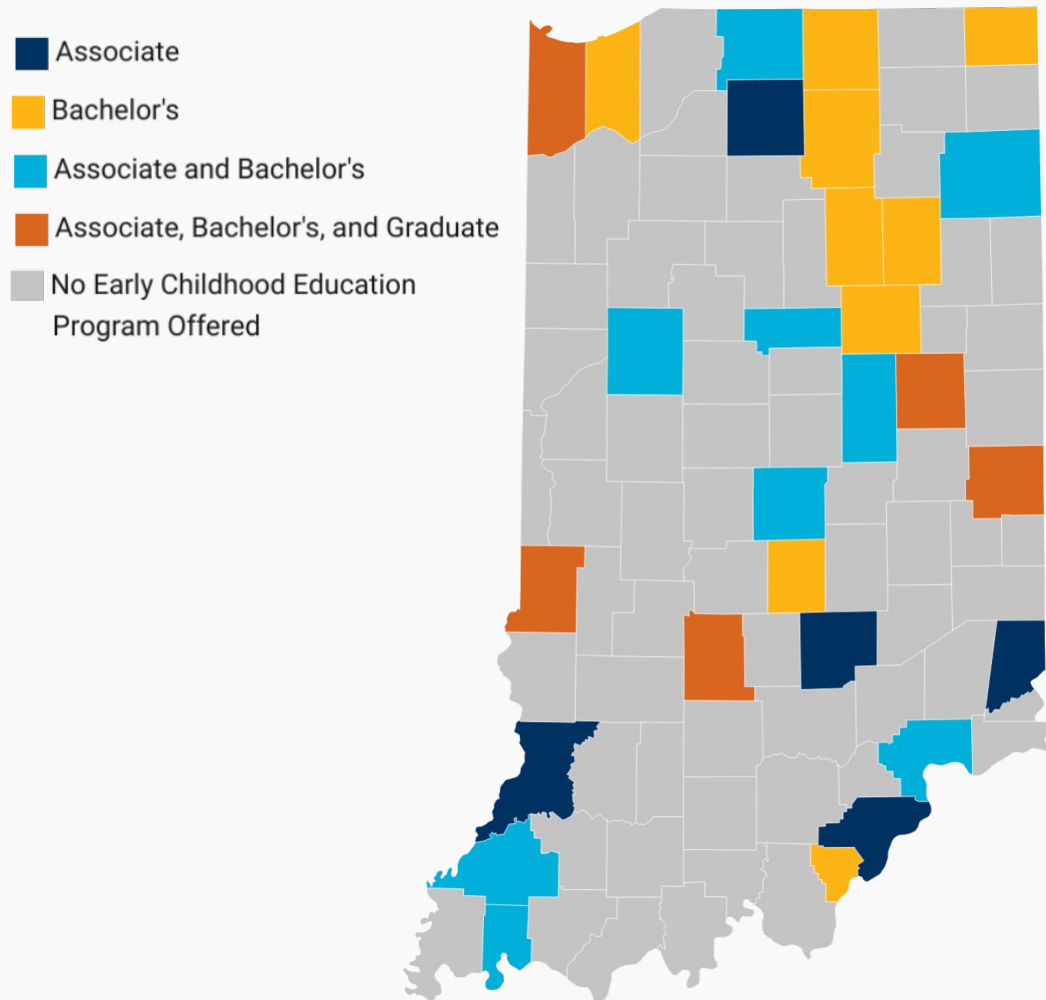 Associate
Bachelor's
Associate and Bachelor's
Associate, Bachelor's, and Graduate
No Early Childhood Education
Program Offered